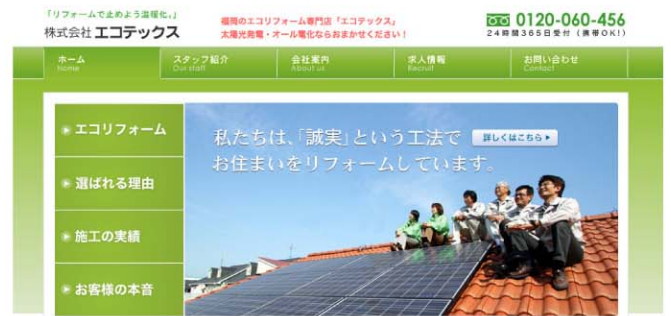 「リフォームで止めよう温暖化。」
株式会社 エコテックス
福岡のエコリフォーム専門店「エコテックス」
太陽光発電・オール電化ならおまかせください！
0120-060-456
24時間365日受付（携帯OK!）
ホーム
Home
スタッフ紹介
Our staff
会社案内
About us
求人情報
Recruit
お問い合わせ
Contact
エコリフォーム
選ばれる理由
施工の実績
お客様の本音
私たちは、「誠実」という工法で
お住まいをリフォームしています。
詳しくはこちら